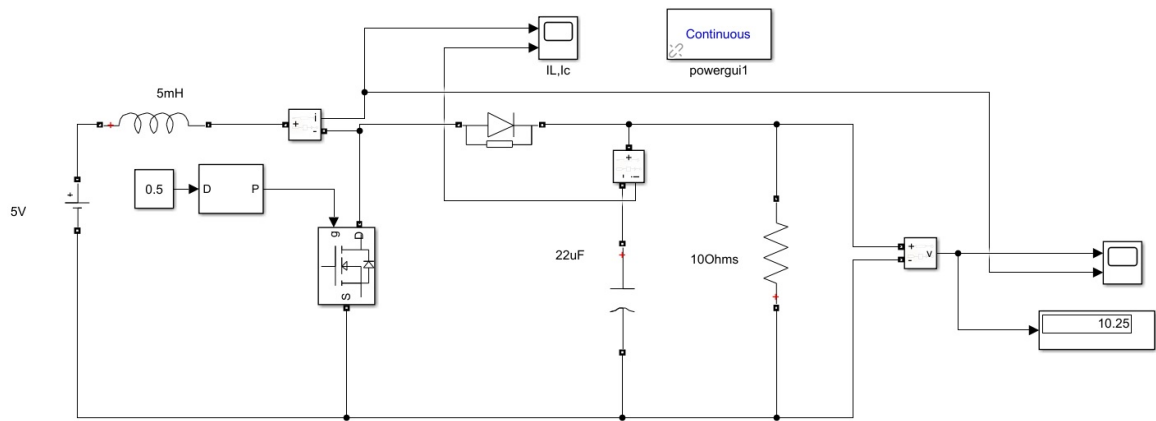 IL,Ic
Continuous
powergui1
5mH
+
i
-
0.5
D
P
5V
+
g
D
S
+
-
22uF
10Ohms
+
-
v
10.25